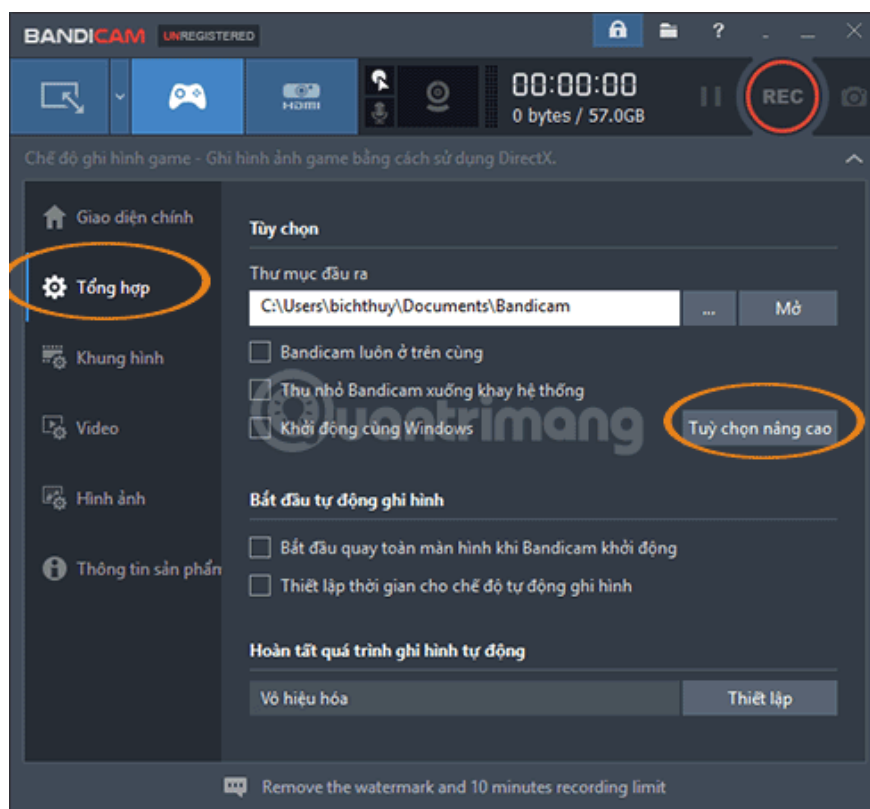 BANDICAM UNREGISTERED ?
HDMI
00:00:00
0 bytes / 57.0GB
REC
Chế độ ghi hình game - Ghi hình ảnh game bằng cách sử dụng DirectX.
Giao diện chính
Tổng hợp
Khung hình
Video
Hình ảnh
Thông tin sản phẩm
Tùy chọn
Thư mục đầu ra
C:\Users\bichthuy\Documents\Bandicam ... Mở
Bandicam luôn ở trên cùng
Thu nhỏ Bandicam xuống khay hệ thống
Khởi động cùng Windows
Tuỳ chọn nâng cao
Quantrimang
Bắt đầu tự động ghi hình
Bắt đầu quay toàn màn hình khi Bandicam khởi động
Thiết lập thời gian cho chế độ tự động ghi hình
Hoàn tất quá trình ghi hình tự động
Vô hiệu hóa Thiết lập
Remove the watermark and 10 minutes recording limit